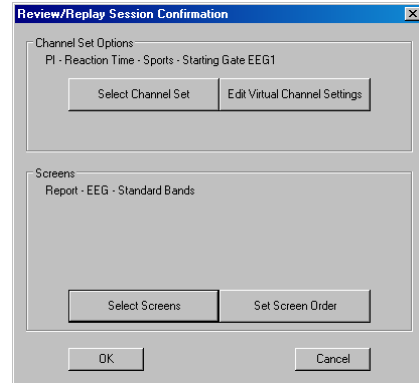 Review/Replay Session Confirmation
Channel Set Options
PI - Reaction Time - Sports - Starting Gate EEG1
Select Channel Set
Edit Virtual Channel Settings
Screens
Report - EEG - Standard Bands
Select Screens
Set Screen Order
OK
Cancel